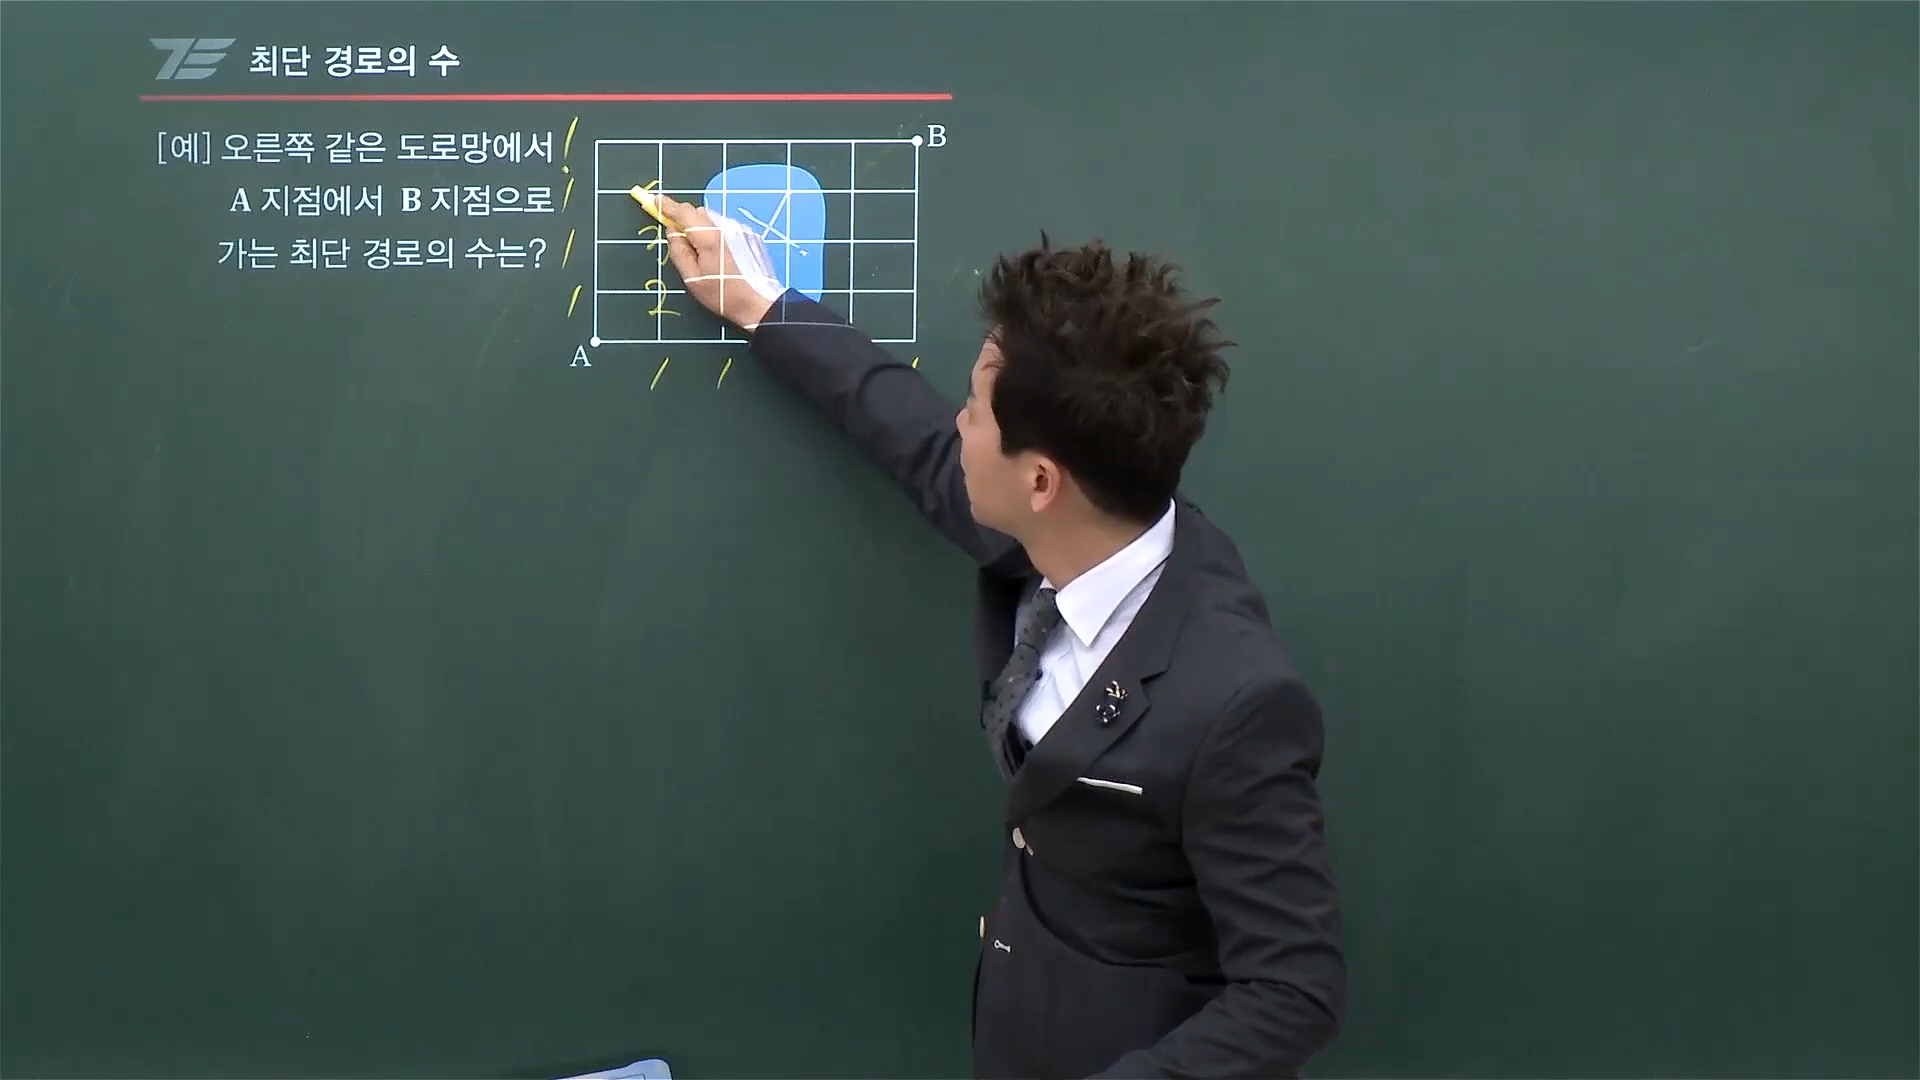 최단 경로의 수
[예] 오른쪽 같은 도로망에서
A 지점에서 B 지점으로
가는 최단 경로의 수는?
B
3
2
A